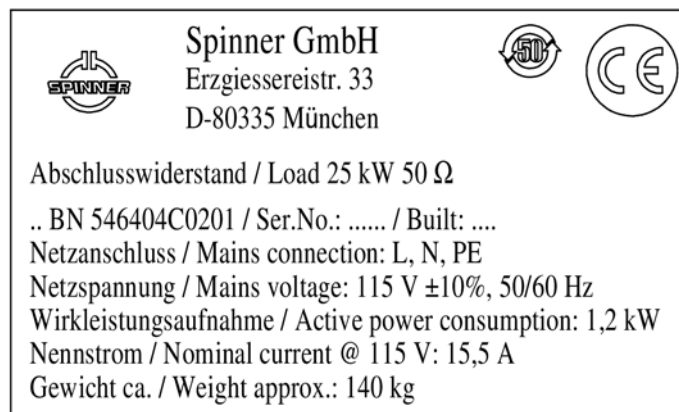 Spinner GmbH
Erzgiessereistr. 33
D-80335 München
SPINNER
50
CE
Abschlusswiderstand / Load 25 kW 50 Ω
.. BN 546404C0201 / Ser.No.: ...... / Built: ....
Netzanschluss / Mains connection: L, N, PE
Netzspannung / Mains voltage: 115 V ±10%, 50/60 Hz
Wirkleistungsaufnahme / Active power consumption: 1,2 kW
Nennstrom / Nominal current @ 115 V: 15,5 A
Gewicht ca. / Weight approx.: 140 kg